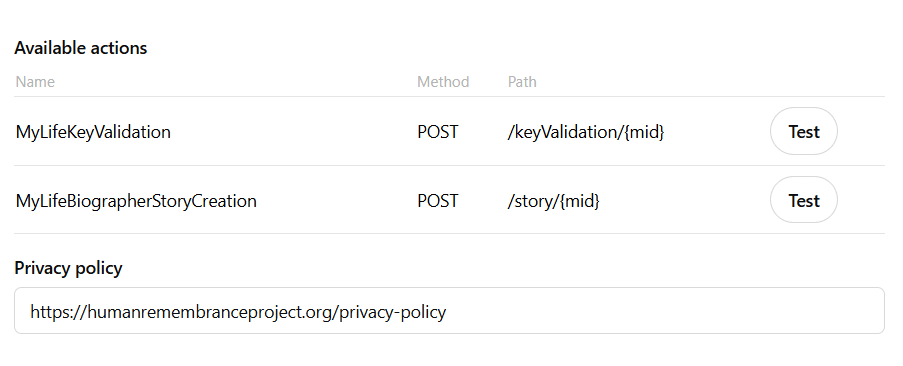 Available actions
Name Method Path
MyLifeKeyValidation POST /keyValidation/{mid} Test
MyLifeBiographerStoryCreation POST /story/{mid} Test
Privacy policy
https://humanremembranceproject.org/privacy-policy